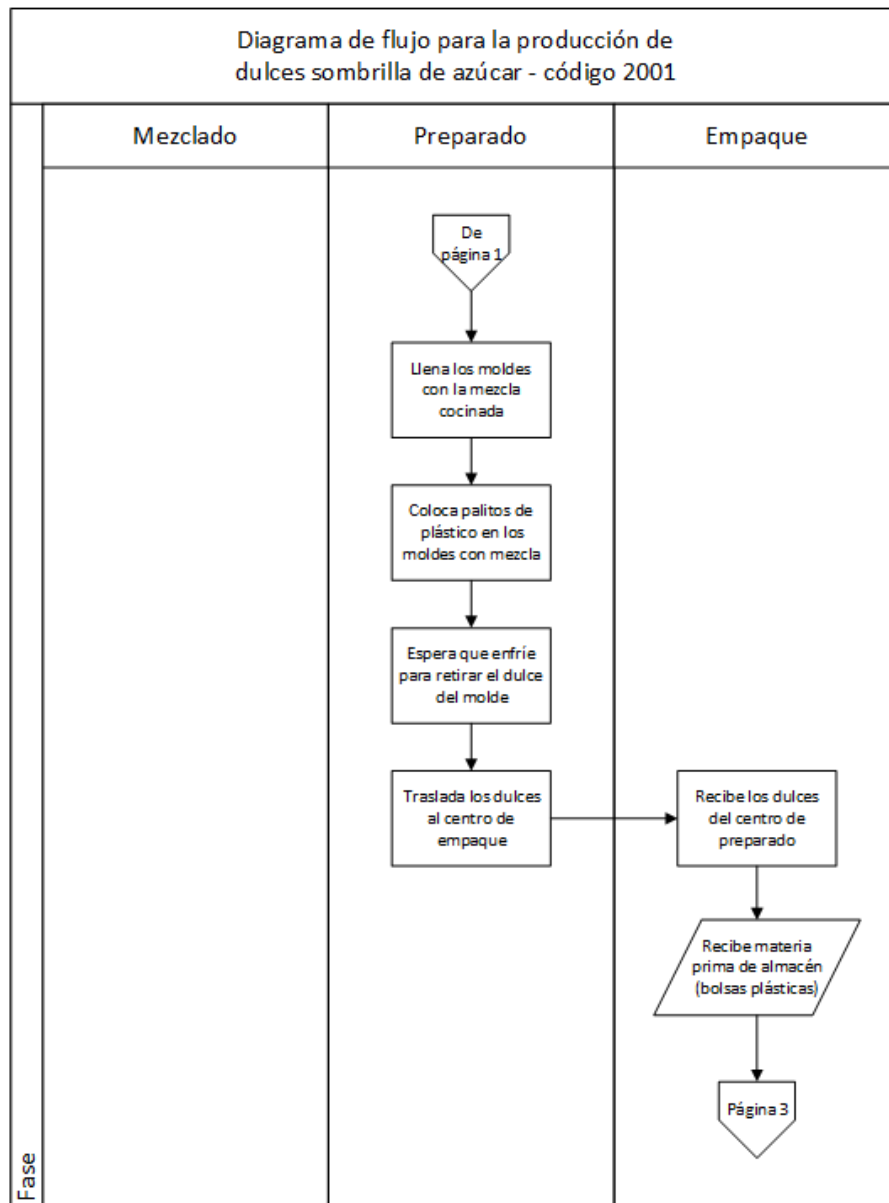 Diagrama de flujo para la producción de
dulces sombrilla de azúcar - código 2001
Mezclado
Preparado
Empaque
De
página 1
Llena los moldes
con la mezcla
cocinada
Coloca palitos de
plástico en los
moldes con mezcla
Espera que enfríe
para retirar el dulce
del molde
Traslada los dulces
al centro de
empaque
Recibe los dulces
del centro de
preparado
Recibe materia
prima de almacén
(bolsas plásticas)
Página 3
Fase